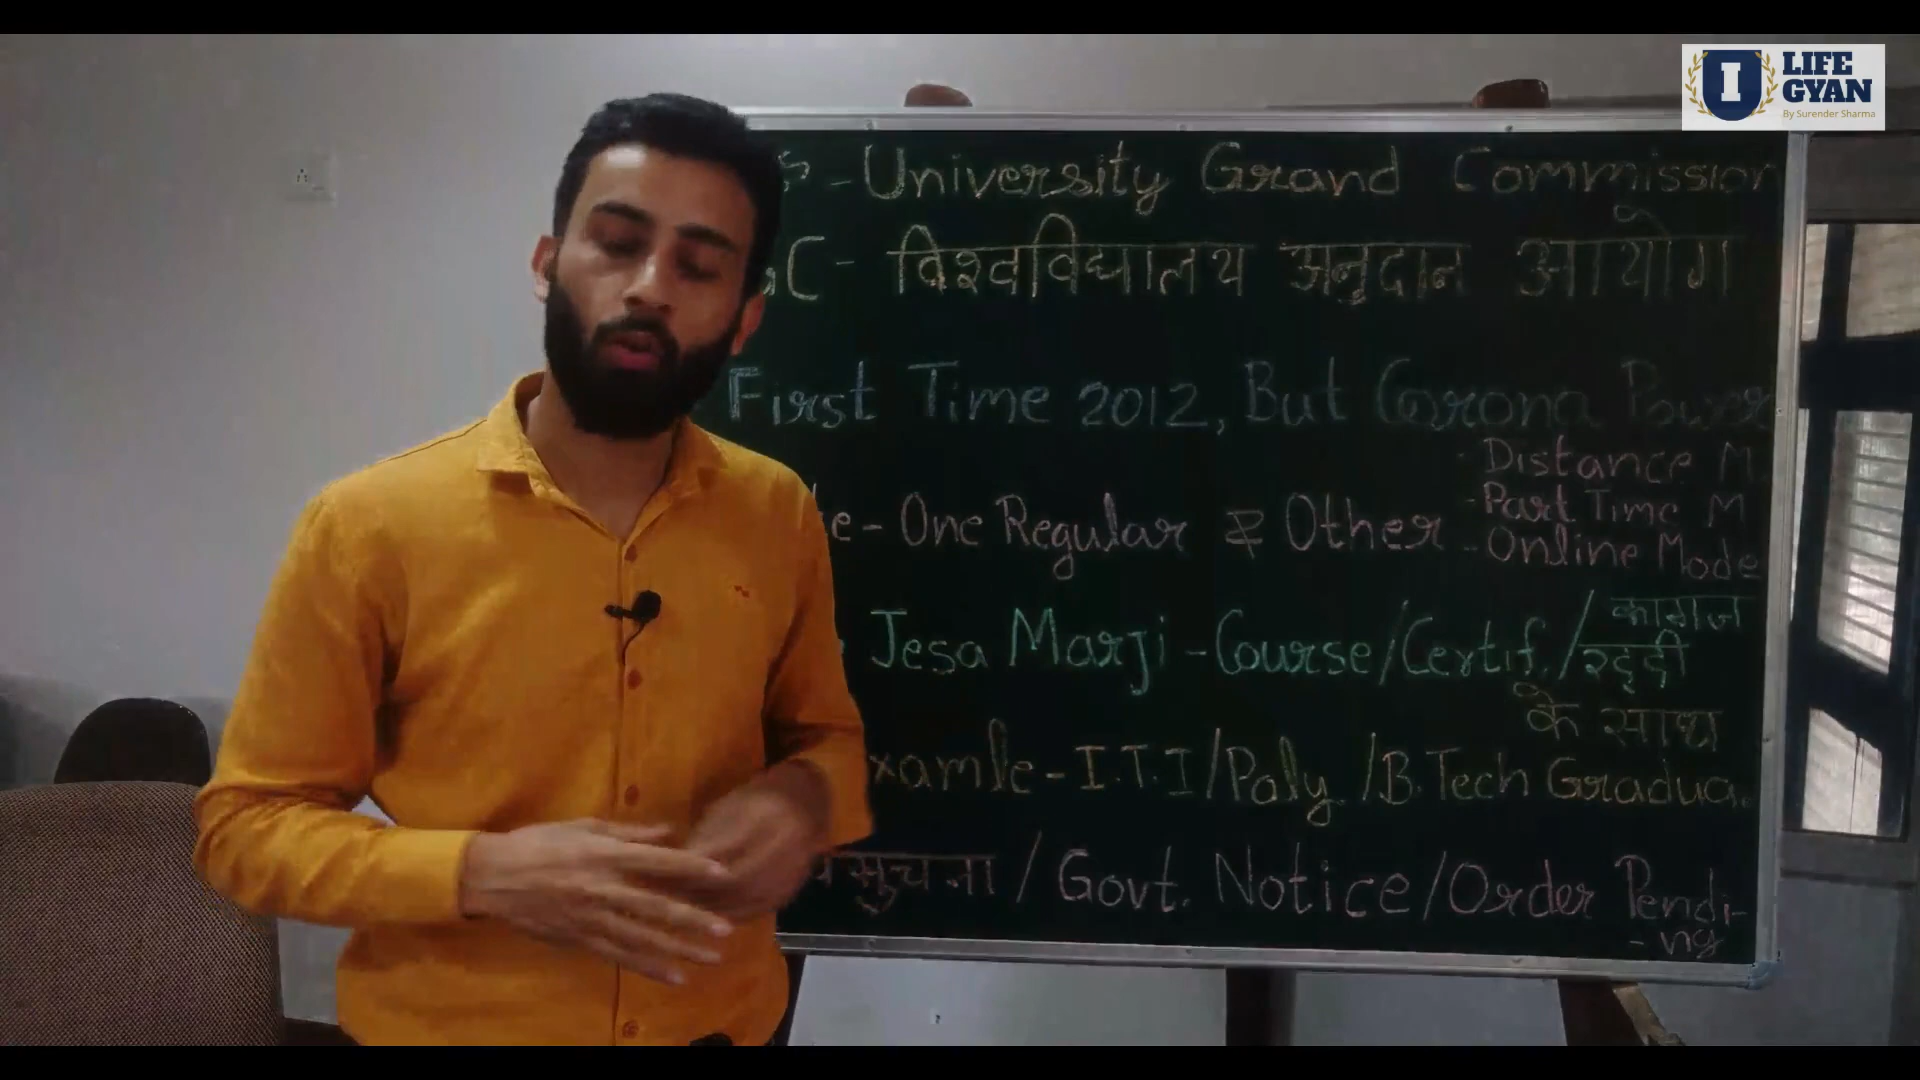 LIFE
GYAN
By Surender Sharma
- University Grand Commission
C - विश्वविद्यालय अनुदान आयोग
First Time 2012, But Corona Power
- Distance M
- Part Time M
e - One Regular & Other - Online Mode
Jesa Marji - Course/Certif./ कागज
रद्दी
के साथ
xamle - I.T.I/Poly/B.Tech Gradua.
सुचना / Govt. Notice/Order Pendi-
- ng